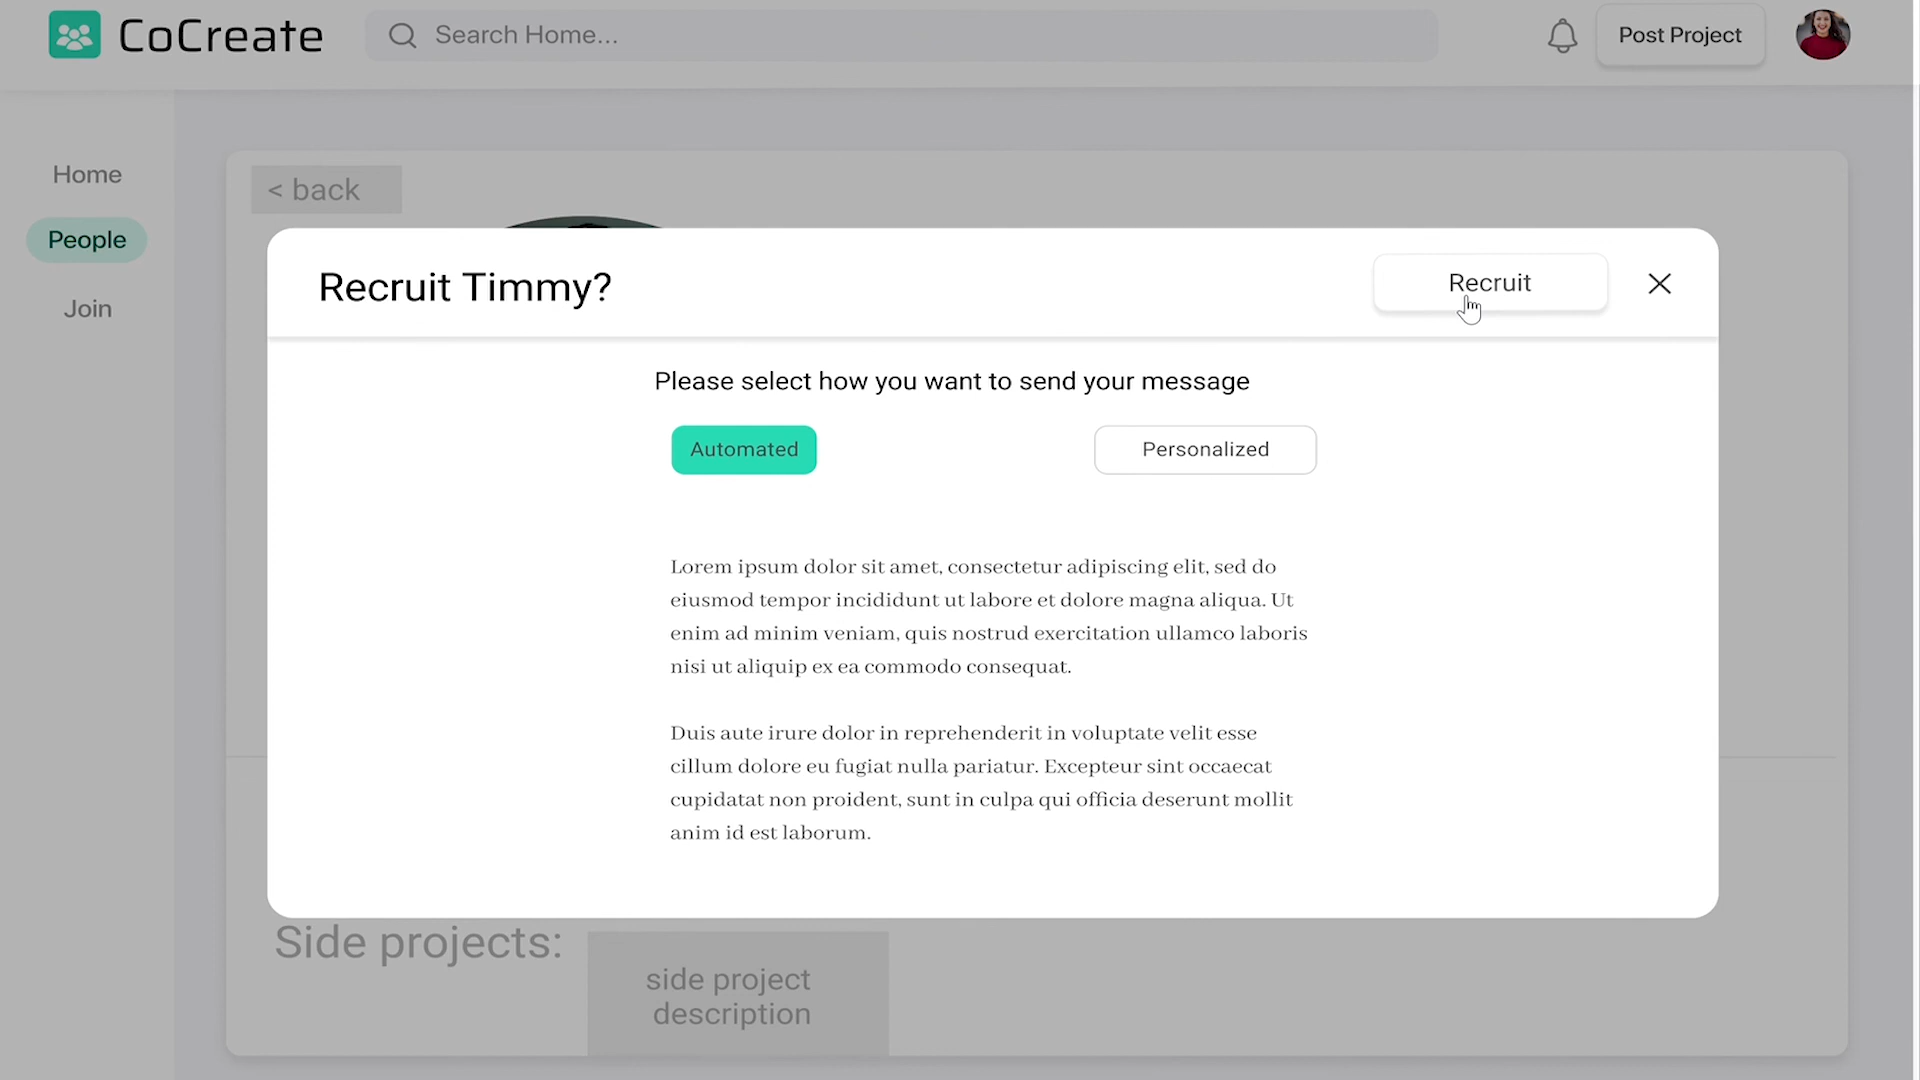 CoCreate
Search Home...
Post Project
Home
People
Join
< back
Recruit Timmy?
Recruit
Please select how you want to send your message
Automated
Personalized
Lorem ipsum dolor sit amet, consectetur adipiscing elit, sed do
eiusmod tempor incididunt ut labore et dolore magna aliqua. Ut
enim ad minim veniam, quis nostrud exercitation ullamco laboris
nisi ut aliquip ex ea commodo consequat.
Duis aute irure dolor in reprehenderit in voluptate velit esse
cillum dolore eu fugiat nulla pariatur. Excepteur sint occaecat
cupidatat non proident, sunt in culpa qui officia deserunt mollit
anim id est laborum.
Side projects:
side project
description